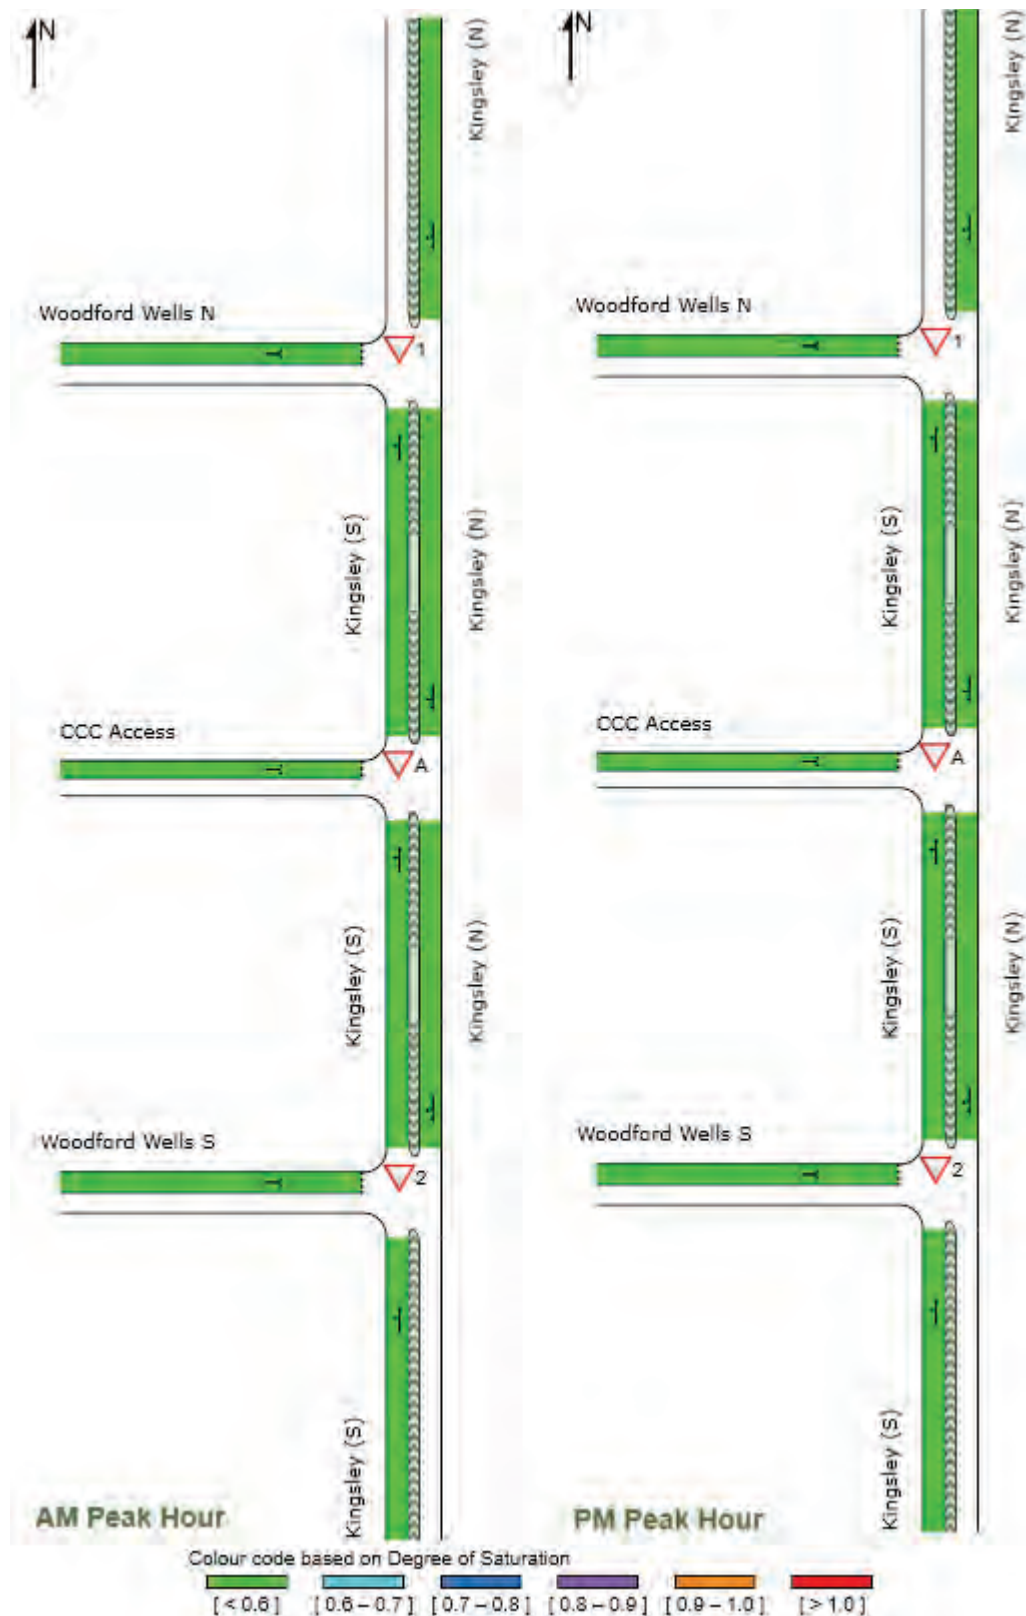 N
Kingsley (N)
Woodford Wells N
1
Kingsley (S)
Kingsley (N)
CCC Access
A
Kingsley (S)
Kingsley (N)
Woodford Wells S
2
Kingsley (S)
AM Peak Hour
N
Kingsley (N)
Woodford Wells N
1
Kingsley (S)
Kingsley (N)
CCC Access
A
Kingsley (S)
Kingsley (N)
Woodford Wells S
2
Kingsley (S)
PM Peak Hour
Colour code based on Degree of Saturation
[ < 0.6 ] [ 0.6 – 0.7 ] [ 0.7 – 0.8 ] [ 0.8 – 0.9 ] [ 0.9 – 1.0 ] [ > 1.0 ]